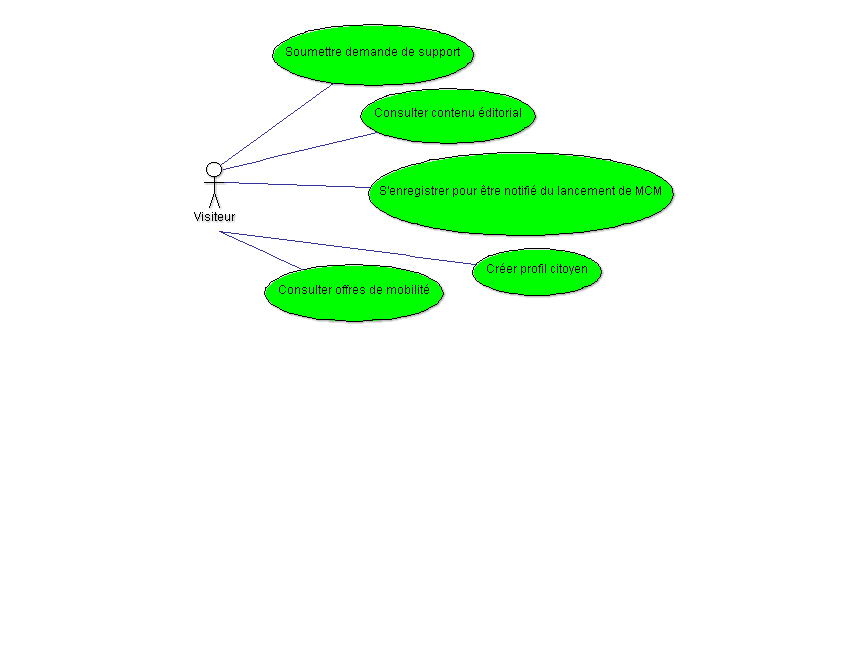 Soumettre demande de support
Consulter contenu éditorial
S'enregistrer pour être notifié du lancement de MCM
Visiteur
Créer profil citoyen
Consulter offres de mobilité